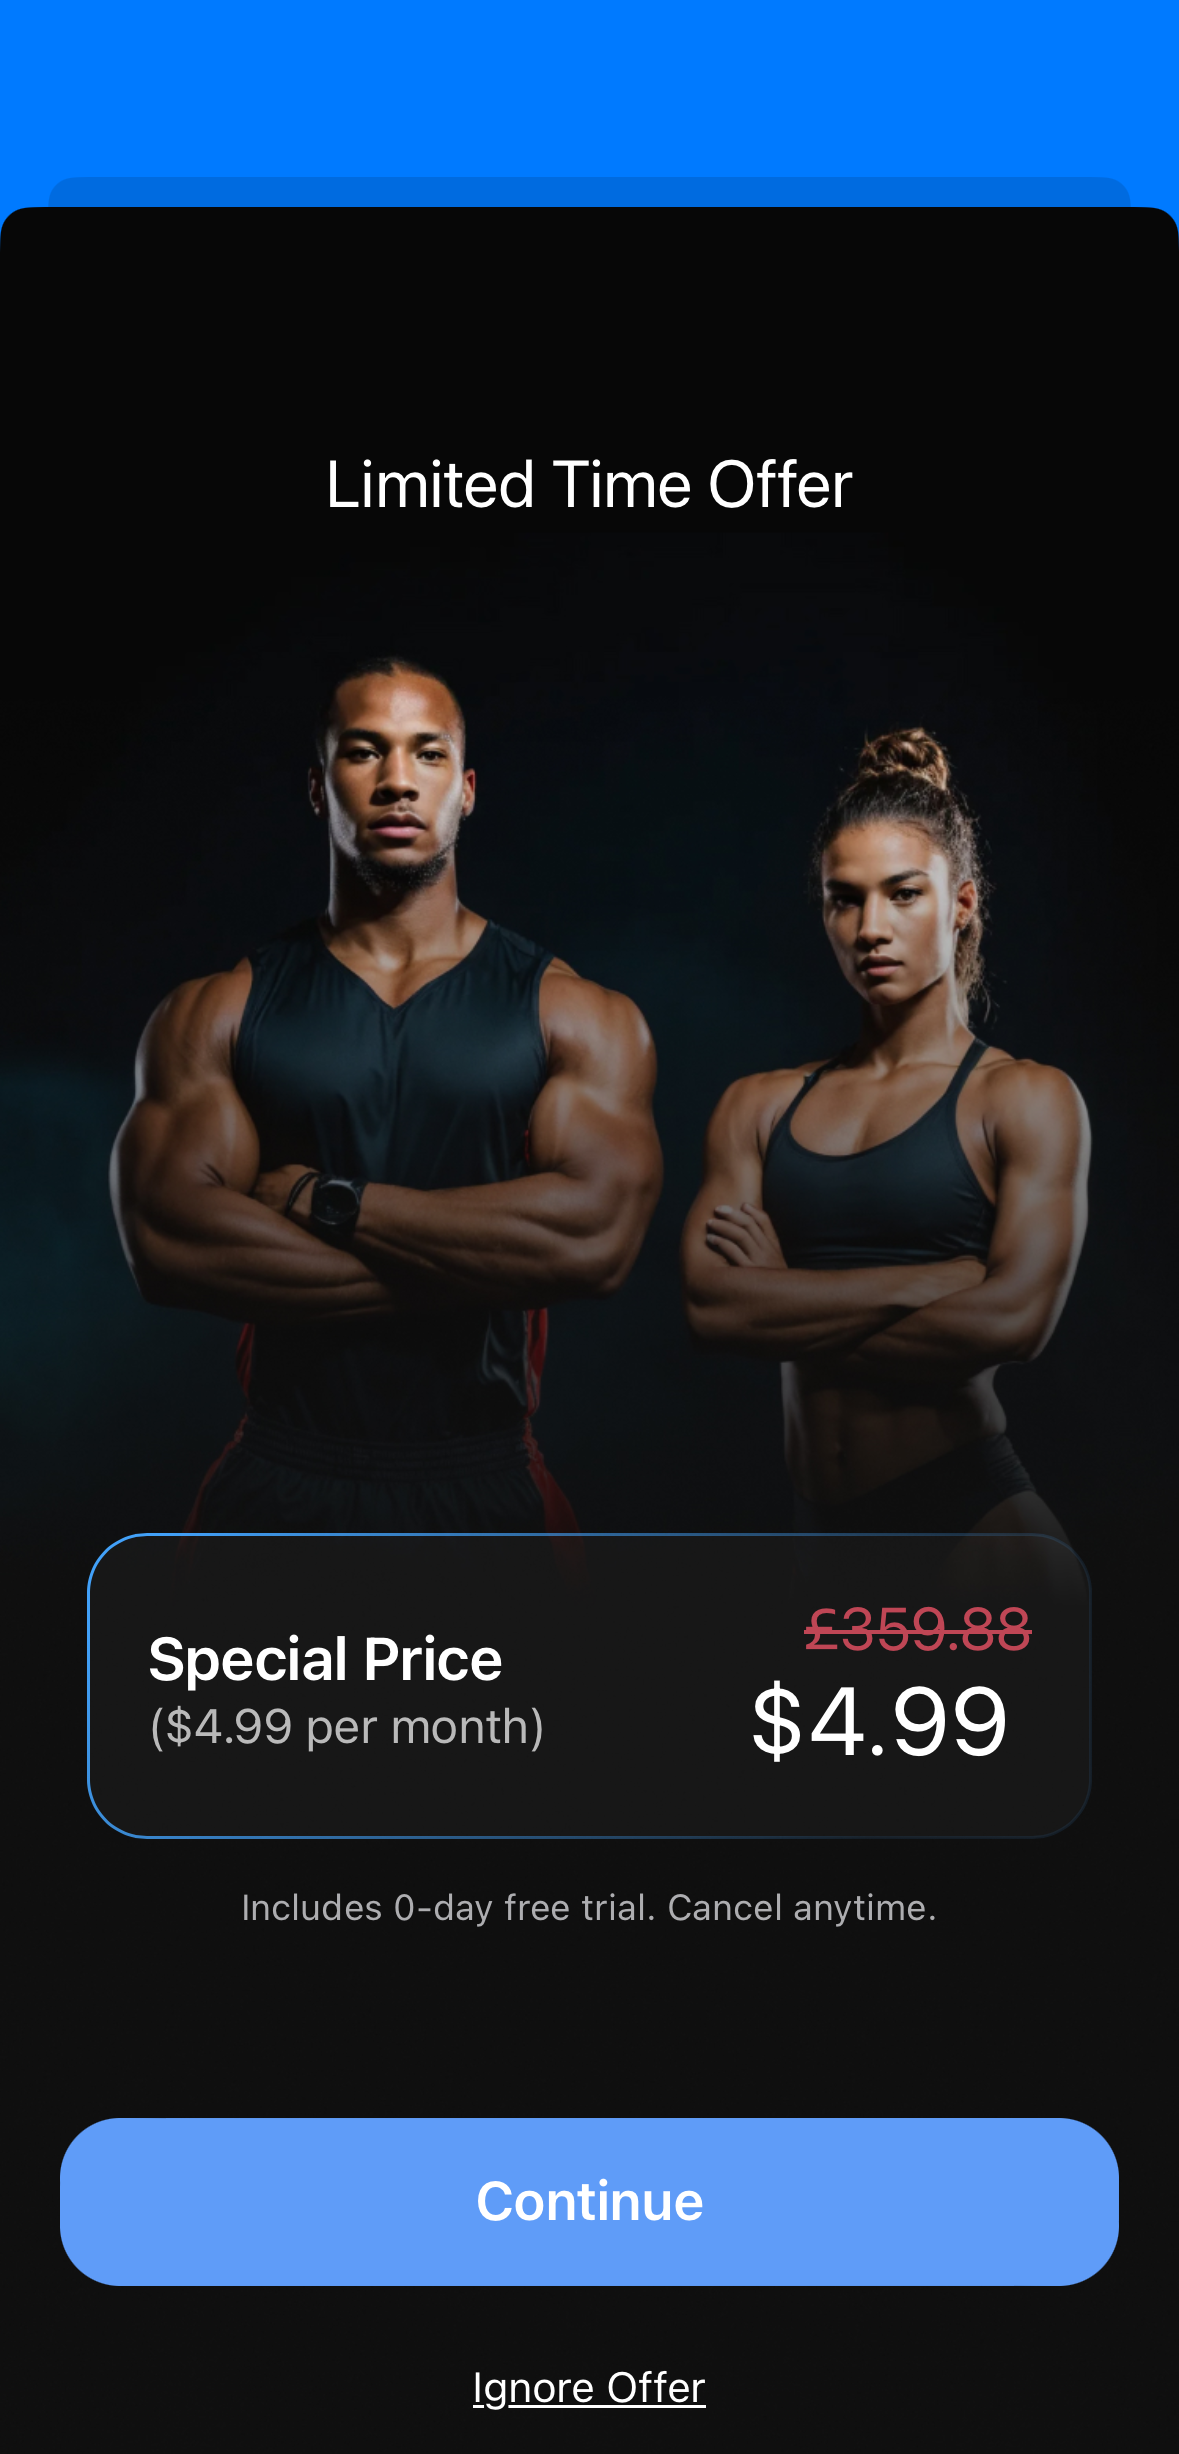 Limited Time Offer
£359.88
Special Price
$4.99
($4.99 per month)
Includes 0-day free trial. Cancel anytime.
Continue
Ignore Offer